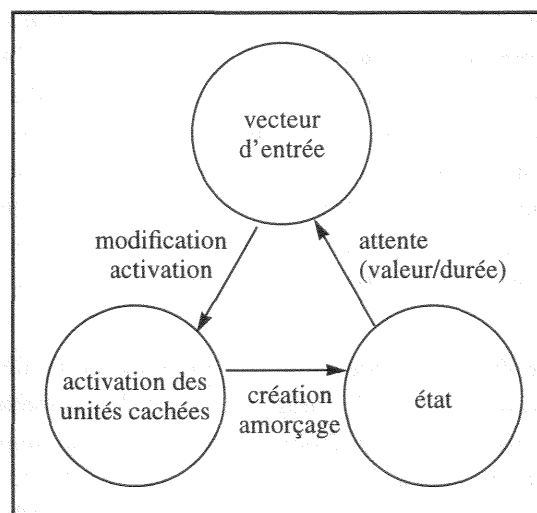 vecteur
d'entrée
modification
activation
attente
(valeur/durée)
activation des
unités cachées
création
amorçage
état